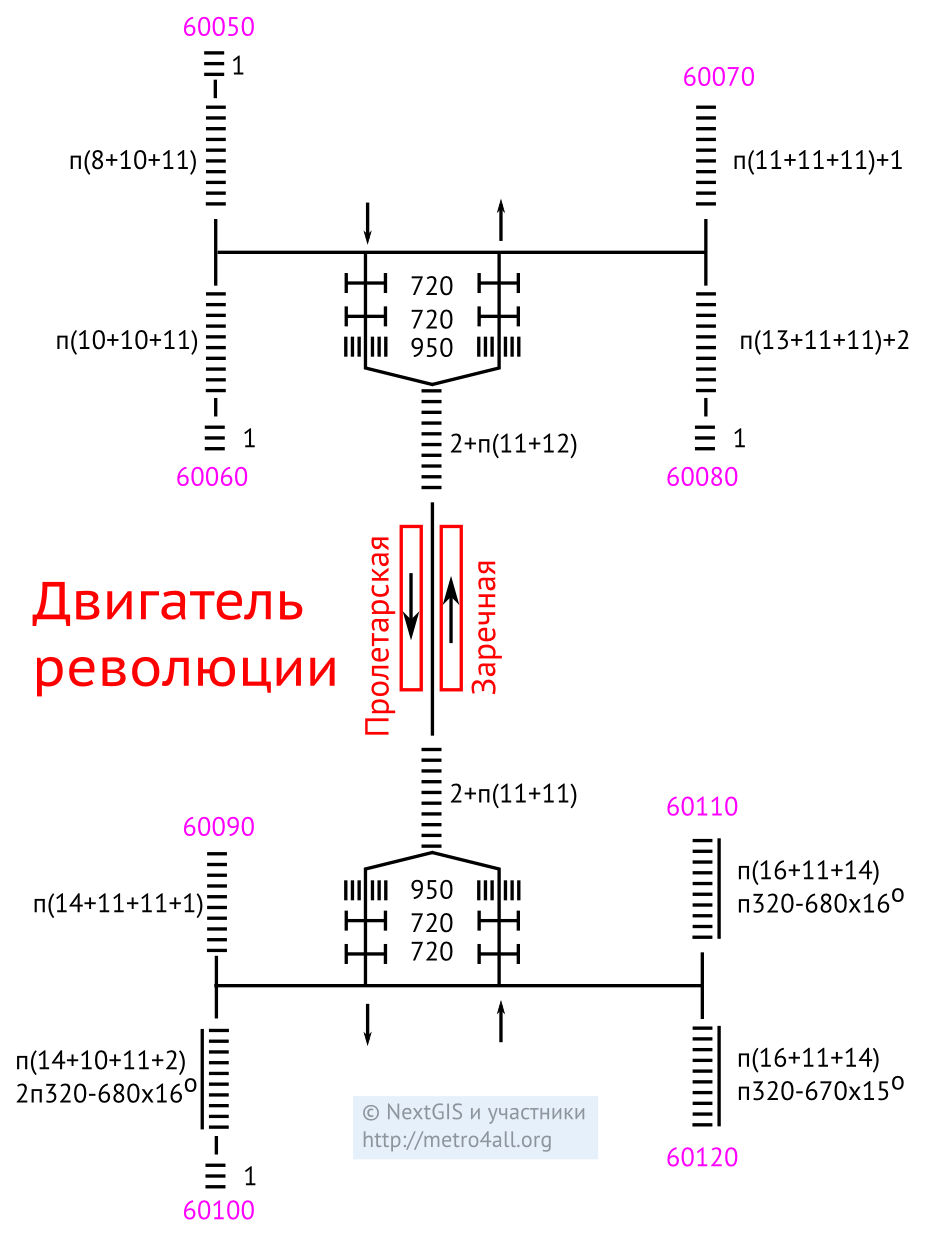 60050
1
60070
п(8+10+11)
п(11+11+11)+1
720
720
950
п(10+10+11)
п(13+11+11)+2
1
2+п(11+12)
1
60060
60080
Двигатель
революции
Пролетарская
Заречная
2+п(11+11)
60090
60110
п(14+11+11+1)
950
720
720
п(16+11+14)
п320-680х16º
п(14+10+11+2)
2п320-680х16º
п(16+11+14)
п320-670х15º
© NextGIS и участники
http://metro4all.org
1
60120
60100